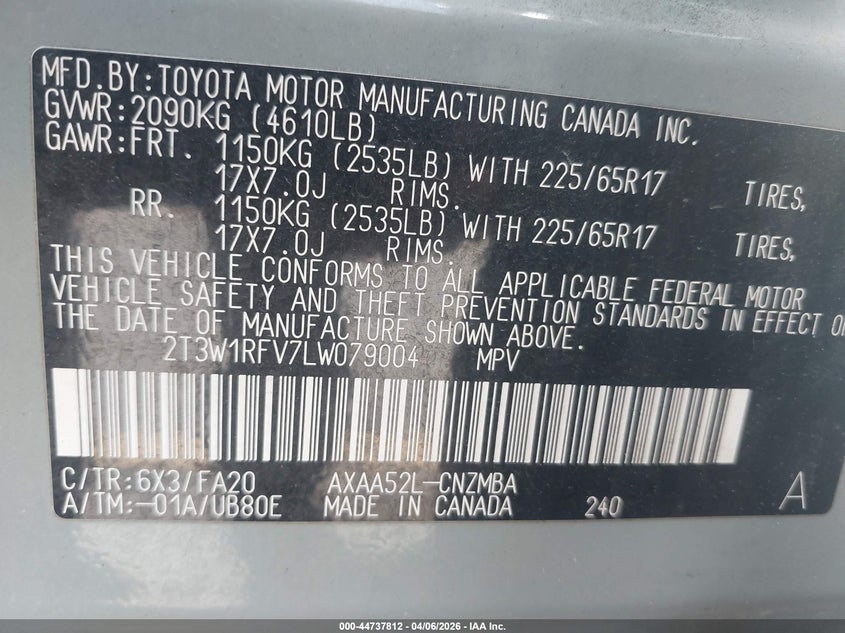 MFD.BY:TOYOTA MOTOR MANUFACTURING CANADA INC.
GVWR:2090KG (4610LB)
GAWR:FRT. 1150KG (2535LB) WITH 225/65R17 TIRES,
17X7.0J RIMS.
RR. 1150KG (2535LB) WITH 225/65R17 TIRES,
17X7.0J RIMS.
THIS VEHICLE CONFORMS TO ALL APPLICABLE FEDERAL MOTOR
VEHICLE SAFETY AND THEFT PREVENTION STANDARDS IN EFFECT ON
THE DATE OF MANUFACTURE SHOWN ABOVE.
2T3W1RFV7LW079004 MPV
C/TR:6X3/FA20 AXAA52L-CNZMBA
A/TM:-01A/UB80E MADE IN CANADA 240 A
000-44737812 - 04/06/2026 - IAA Inc.